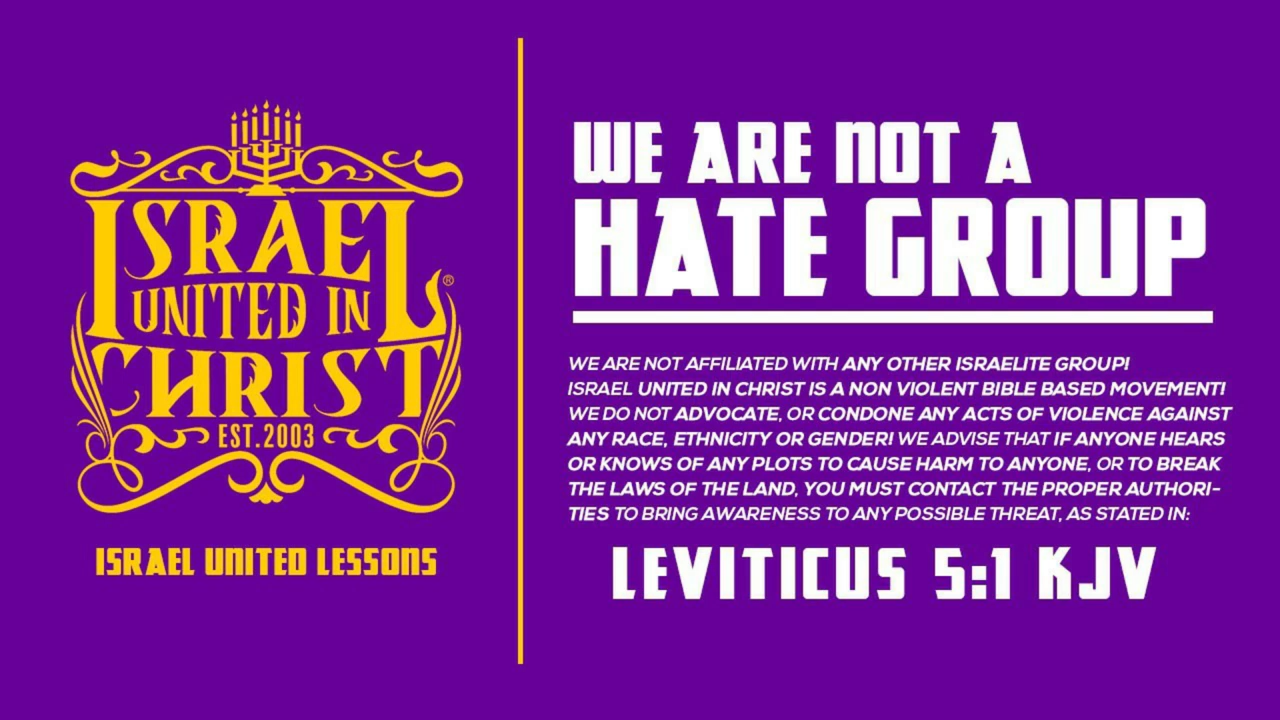 ISRAEL
UNITED IN
CHRIST
®
EST.2003
ISRAEL UNITED LESSONS
WE ARE NOT A
HATE GROUP
WE ARE NOT AFFILIATED WITH ANY OTHER ISRAELITE GROUP!
ISRAEL UNITED IN CHRIST IS A NON VIOLENT BIBLE BASED MOVEMENT!
WE DO NOT ADVOCATE, OR CONDONE ANY ACTS OF VIOLENCE AGAINST
ANY RACE, ETHNICITY OR GENDER! WE ADVISE THAT IF ANYONE HEARS
OR KNOWS OF ANY PLOTS TO CAUSE HARM TO ANYONE, OR TO BREAK
THE LAWS OF THE LAND, YOU MUST CONTACT THE PROPER AUTHORI-
TIES TO BRING AWARENESS TO ANY POSSIBLE THREAT, AS STATED IN:
LEVITICUS 5:1 KJV